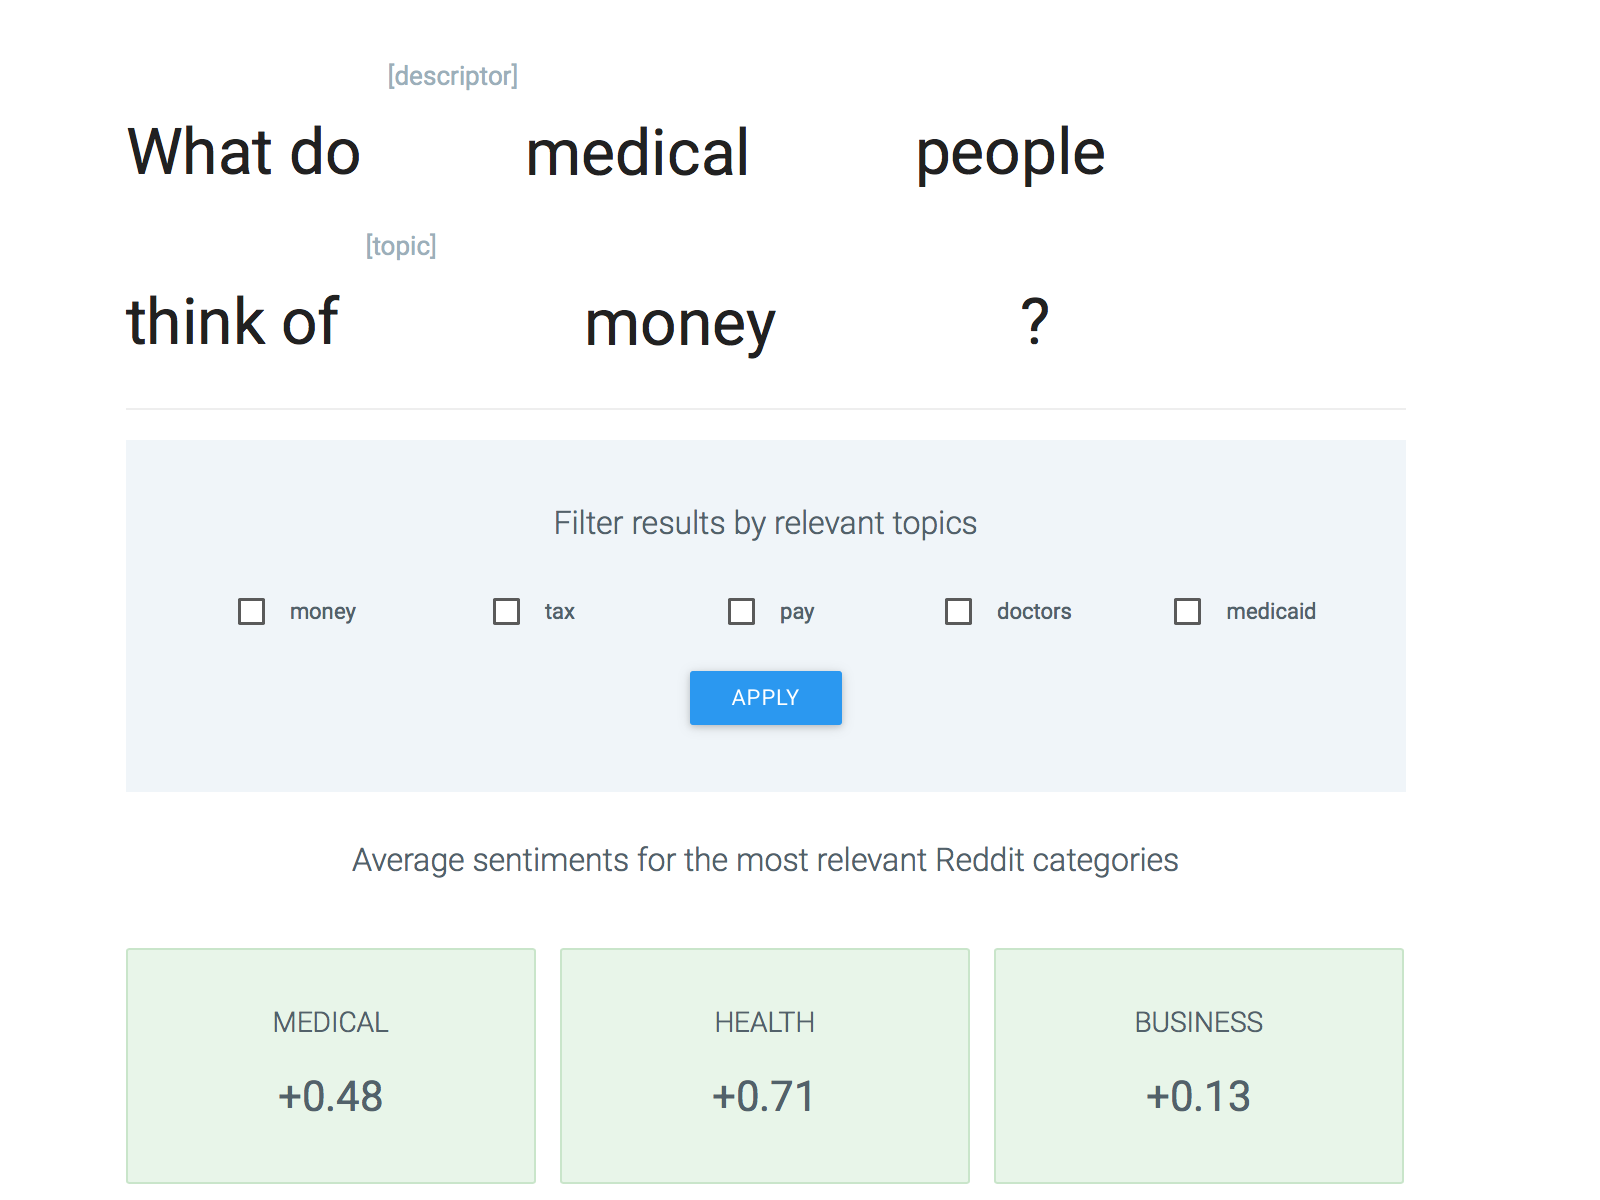 [descriptor]
What do medical people
[topic]
think of money ?
Filter results by relevant topics
money tax pay doctors medicaid
APPLY
Average sentiments for the most relevant Reddit categories
MEDICAL HEALTH BUSINESS
+0.48 +0.71 +0.13